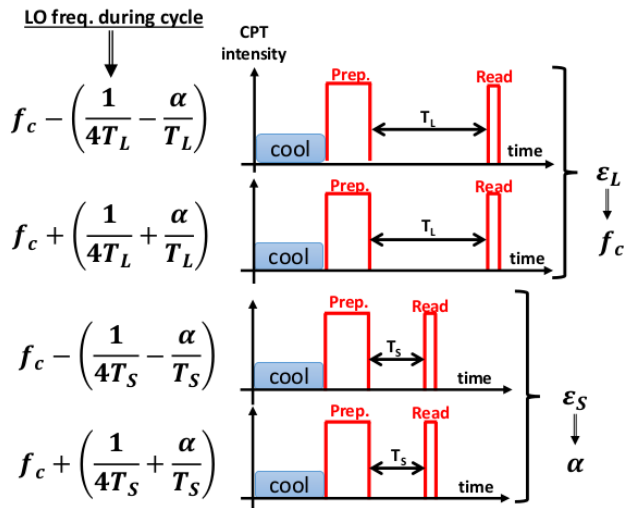 LO freq. during cycle
CPT
intensity
f_c − (1/4T_L − α/T_L)
Prep.
Read
T_L
cool
time
f_c + (1/4T_L + α/T_L)
Prep.
Read
T_L
cool
time
ε_L
f_c
f_c − (1/4T_S − α/T_S)
Prep.
Read
T_S
cool
time
f_c + (1/4T_S + α/T_S)
Prep.
Read
T_S
cool
time
ε_S
α